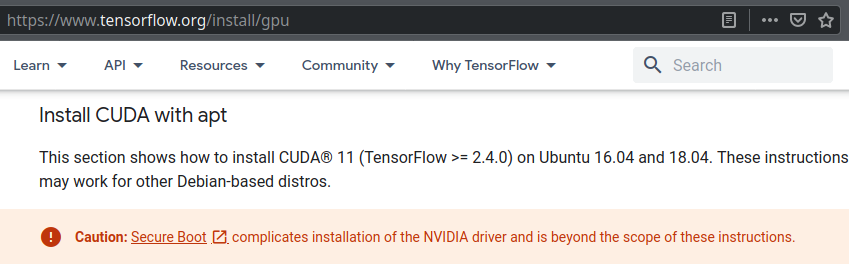 https://www.tensorflow.org/install/gpu
Learn API Resources Community Why TensorFlow Search
Install CUDA with apt
This section shows how to install CUDA® 11 (TensorFlow >= 2.4.0) on Ubuntu 16.04 and 18.04. These instructions
may work for other Debian-based distros.
Caution: Secure Boot complicates installation of the NVIDIA driver and is beyond the scope of these instructions.